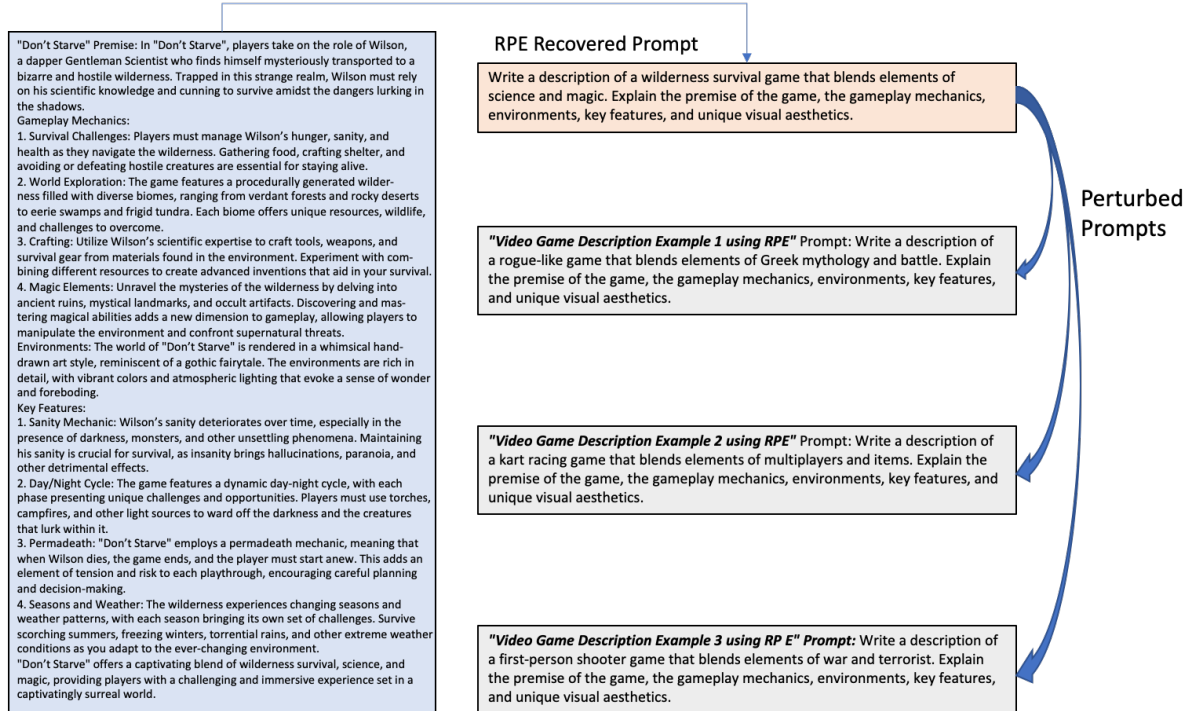 "Don't Starve" Premise: In "Don't Starve", players take on the role of Wilson,
a dapper Gentleman Scientist who finds himself mysteriously transported to a
bizarre and hostile wilderness. Trapped in this strange realm, Wilson must rely
on his scientific knowledge and cunning to survive amidst the dangers lurking in
the shadows.
Gameplay Mechanics:
1. Survival Challenges: Players must manage Wilson's hunger, sanity, and
health as they navigate the wilderness. Gathering food, crafting shelter, and
avoiding or defeating hostile creatures are essential for staying alive.
2. World Exploration: The game features a procedurally generated wilder-
ness filled with diverse biomes, ranging from verdant forests and rocky deserts
to eerie swamps and frigid tundra. Each biome offers unique resources, wildlife,
and challenges to overcome.
3. Crafting: Utilize Wilson's scientific expertise to craft tools, weapons, and
survival gear from materials found in the environment. Experiment with com-
bining different resources to create advanced inventions that aid in your survival.
4. Magic Elements: Unravel the mysteries of the wilderness by delving into
ancient ruins, mystical landmarks, and occult artifacts. Discovering and mas-
tering magical abilities adds a new dimension to gameplay, allowing players to
manipulate the environment and confront supernatural threats.
Environments: The world of "Don't Starve" is rendered in a whimsical hand-
drawn art style, reminiscent of a gothic fairytale. The environments are rich in
detail, with vibrant colors and atmospheric lighting that evoke a sense of wonder
and foreboding.
Key Features:
1. Sanity Mechanic: Wilson's sanity deteriorates over time, especially in the
presence of darkness, monsters, and other unsettling phenomena. Maintaining
his sanity is crucial for survival, as insanity brings hallucinations, paranoia, and
other detrimental effects.
2. Day/Night Cycle: The game features a dynamic day-night cycle, with each
phase presenting unique challenges and opportunities. Players must use torches,
campfires, and other light sources to ward off the darkness and the creatures
that lurk within it.
3. Permadeath: "Don't Starve" employs a permadeath mechanic, meaning that
when Wilson dies, the game ends, and the player must start anew. This adds an
element of tension and risk to each playthrough, encouraging careful planning
and decision-making.
4. Seasons and Weather: The wilderness experiences changing seasons and
weather patterns, with each season bringing its own set of challenges. Survive
scorching summers, freezing winters, torrential rains, and other extreme weather
conditions as you adapt to the ever-changing environment.
"Don't Starve" offers a captivating blend of wilderness survival, science, and
magic, providing players with a challenging and immersive experience set in a
captivatingly surreal world.
RPE Recovered Prompt
Write a description of a wilderness survival game that blends elements of
science and magic. Explain the premise of the game, the gameplay mechanics,
environments, key features, and unique visual aesthetics.
Perturbed
Prompts
"Video Game Description Example 1 using RPE" Prompt: Write a description of
a rogue-like game that blends elements of Greek mythology and battle. Explain
the premise of the game, the gameplay mechanics, environments, key features,
and unique visual aesthetics.
"Video Game Description Example 2 using RPE" Prompt: Write a description of
a kart racing game that blends elements of multiplayers and items. Explain the
premise of the game, the gameplay mechanics, environments, key features, and
unique visual aesthetics.
"Video Game Description Example 3 using RP E" Prompt: Write a description of
a first-person shooter game that blends elements of war and terrorist. Explain
the premise of the game, the gameplay mechanics, environments, key features,
and unique visual aesthetics.